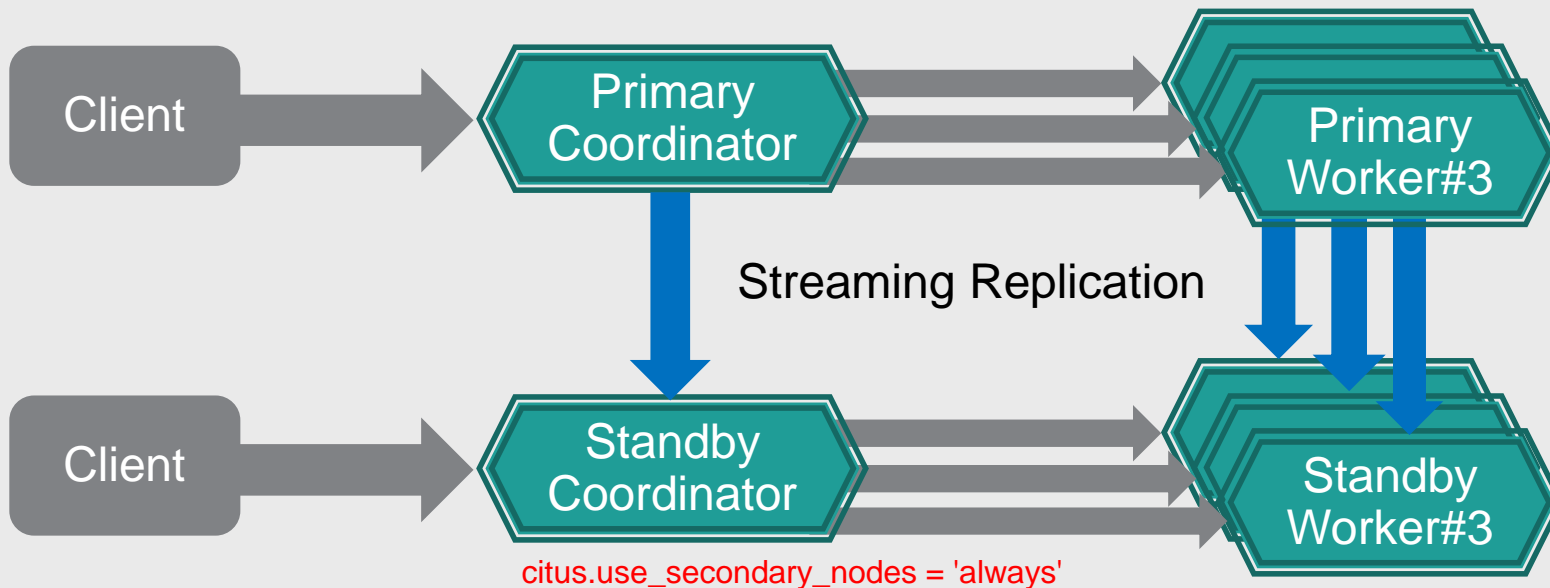 Client
Primary
Coordinator
Primary
Worker#3
Streaming Replication
Client
Standby
Coordinator
Standby
Worker#3
citus.use_secondary_nodes = 'always'